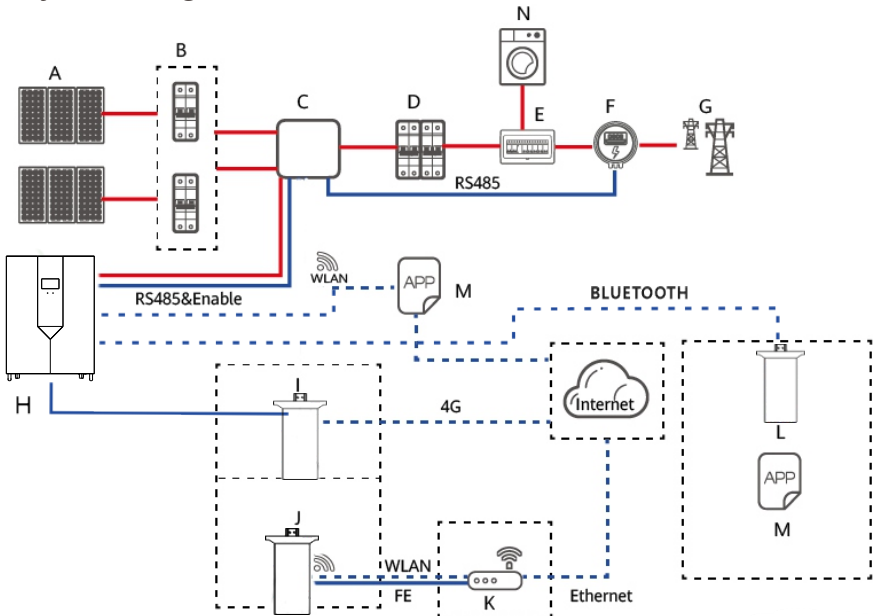 N
B
A
C
D
E
F
G
RS485
WLAN
APP
M
RS485&Enable
BLUETOOTH
H
I
4G
Internet
L
APP
M
J
WLAN
FE
K
Ethernet